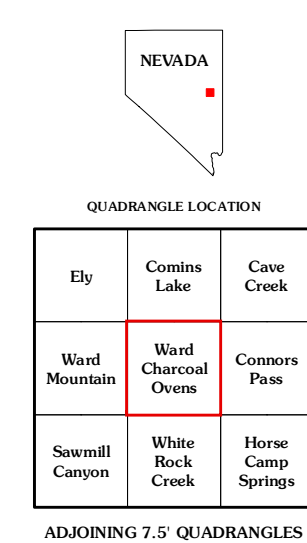 NEVADA
QUADRANGLE LOCATION
Ely
Comins
Lake
Cave
Creek
Ward
Mountain
Ward
Charcoal
Ovens
Connors
Pass
Sawmill
Canyon
White
Rock
Creek
Horse
Camp
Springs
ADJOINING 7.5' QUADRANGLES